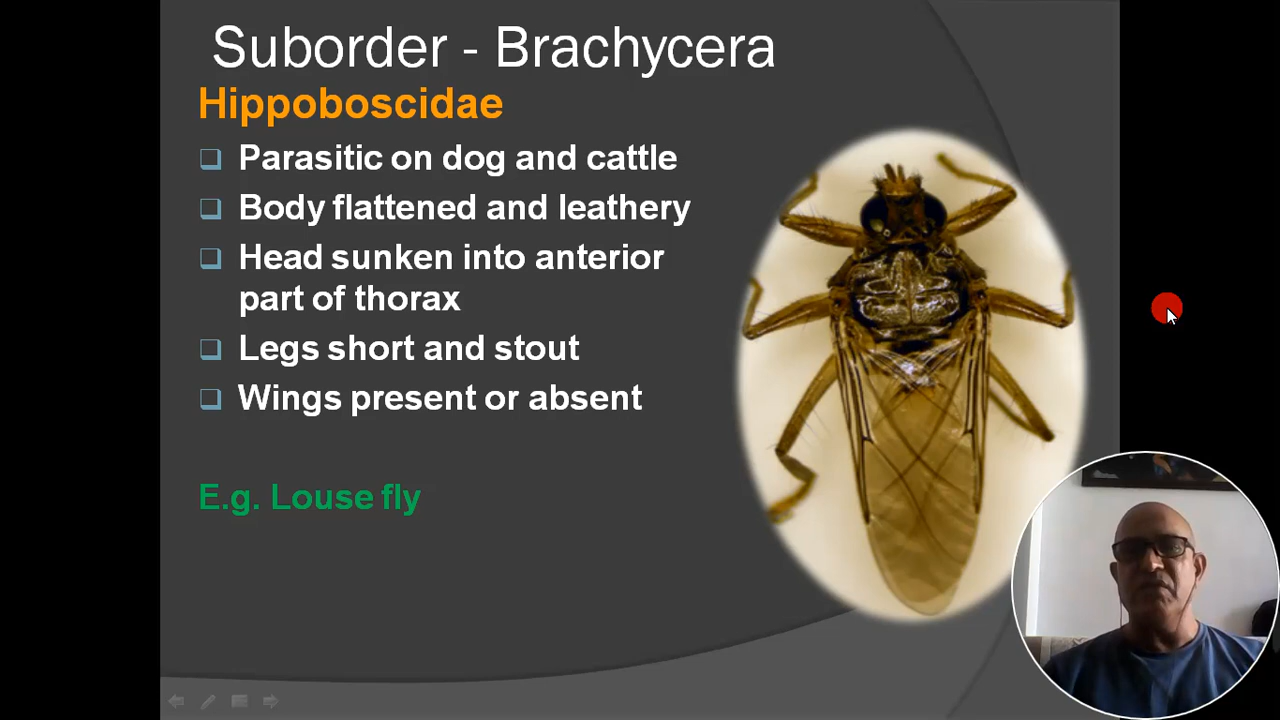 Suborder - Brachycera
Hippoboscidae
Parasitic on dog and cattle
Body flattened and leathery
Head sunken into anterior
part of thorax
Legs short and stout
Wings present or absent
E.g. Louse fly